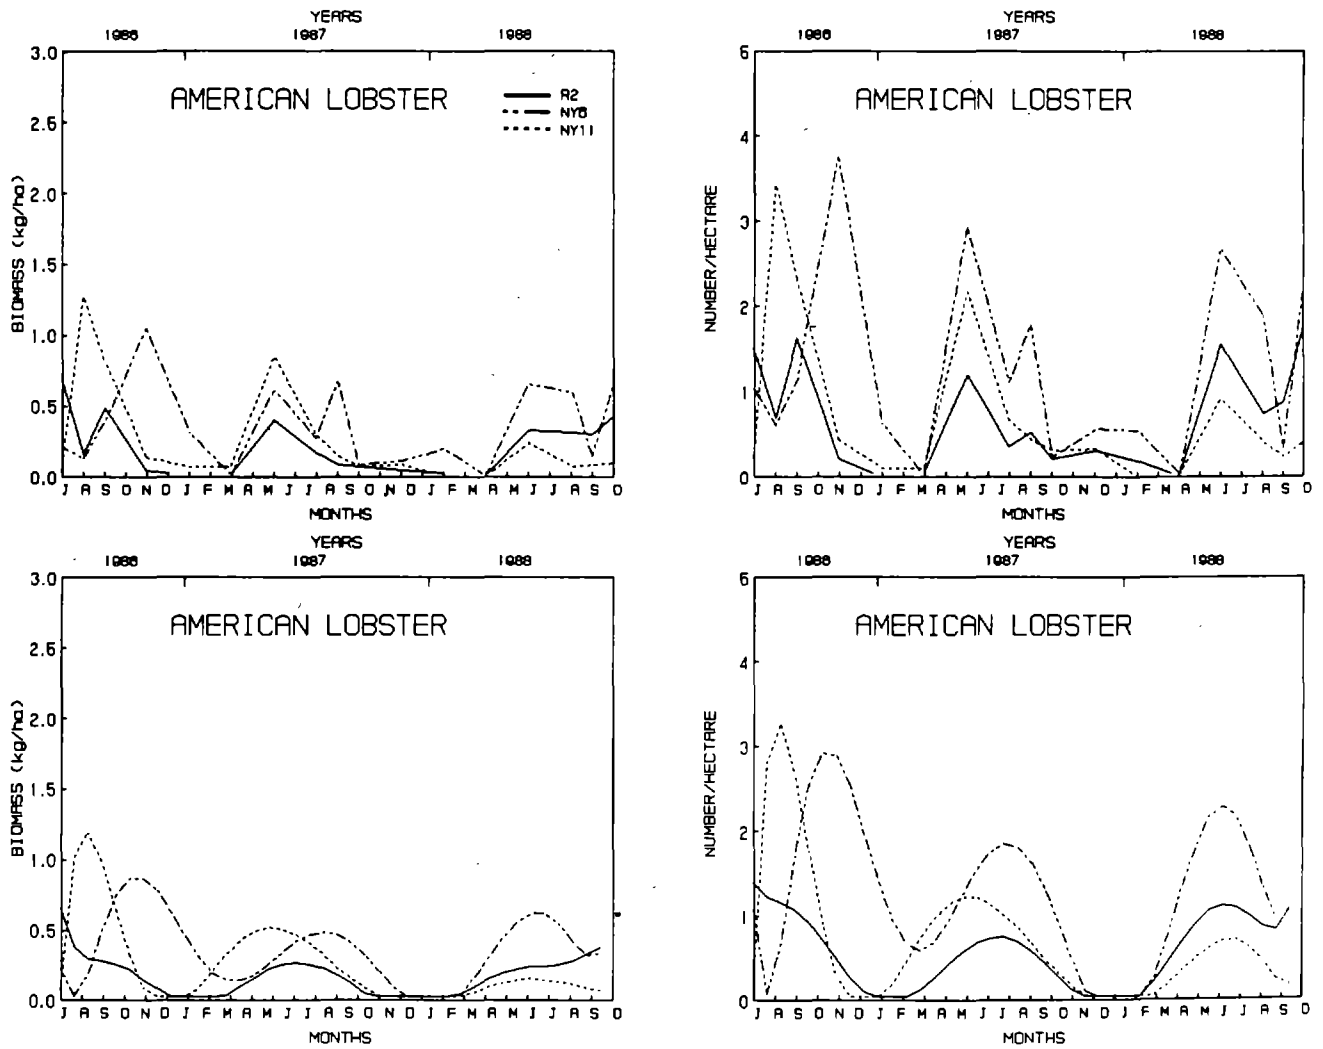 YEARS
1986 1987 1988
3.0
AMERICAN LOBSTER
R2
NY6
NY11
2.5
2.0
1.5
1.0
0.5
0.0
BIOMASS (kg/ha)
J A S O N D J F M A M J J A S O N D J F M A M J J A S O
MONTHS
YEARS
1986 1987 1988
6
AMERICAN LOBSTER
4
3
2
1
0
NUMBER/HECTARE
J A S O N D J F M A M J J A S O N D J F M A M J J A S O
MONTHS
YEARS
1986 1987 1988
3.0
AMERICAN LOBSTER
2.5
2.0
1.5
1.0
0.5
0.0
BIOMASS (kg/ha)
J A S O N D J F M A M J J A S O N D J F M A M J J A S O
MONTHS
YEARS
1986 1987 1988
6
AMERICAN LOBSTER
4
3
2
1
0
NUMBER/HECTARE
J A S O N D J F M A M J J A S O N D J F M A M J J A S O
MONTHS